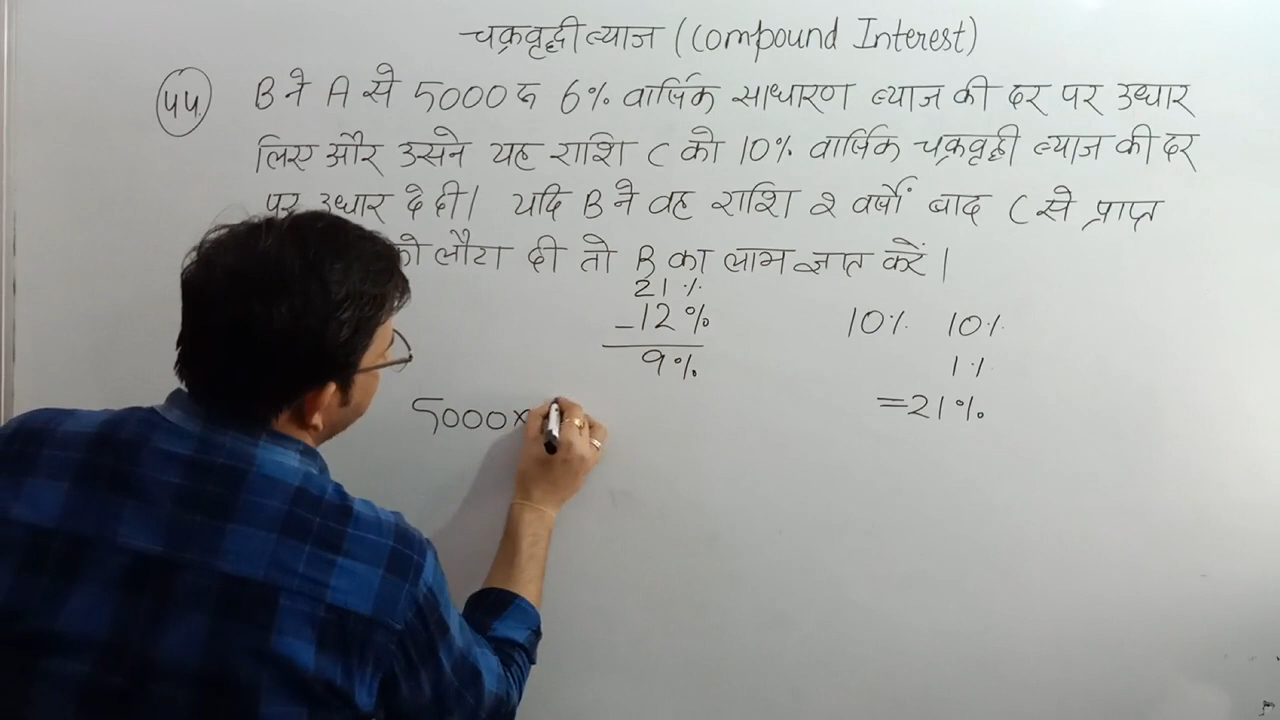 चक्रवृद्धी ब्याज (Compound Interest)
44. B ने A से 5000 रू 6% वार्षिक साधारण ब्याज की दर पर उधार
लिए और उसने यह राशि C को 10% वार्षिक चक्रवृद्धी ब्याज की दर
पर उधार दे दी। यदि B ने वह राशि 2 वर्षों बाद C से प्राप्त
को लौटा दी तो B का लाभ ज्ञात करें।
21%
-12%
9%
10% 10%
1%
=21%
5000×